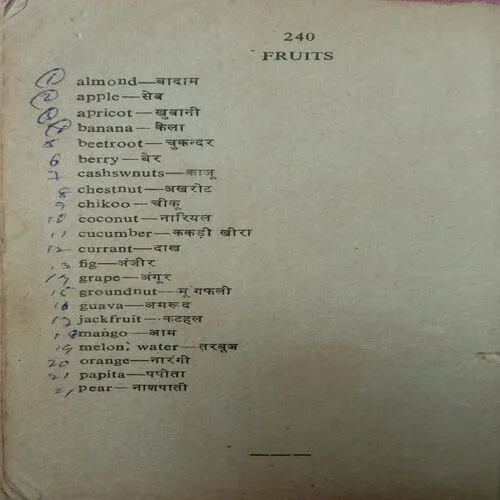 240
FRUITS
1 almond—बादाम
2 apple—सेब
3 apricot—खुबानी
4 banana—केला
5 beetroot—चुकन्दर
6 berry—बेर
7 cashswnuts—काजू
8 chestnut—अखरोट
9 chikoo—चीकू
10 coconut—नारियल
11 cucumber—ककड़ी खीरा
12 currant—दाख
13 fig—अंजीर
14 grape—अंगूर
15 groundnut—मूंगफली
16 guava—अमरूद
17 jackfruit—कटहल
18 mango—आम
19 melon, water—तरबूज
20 orange—नारंगी
21 papita—पपीता
21 pear—नाशपाती